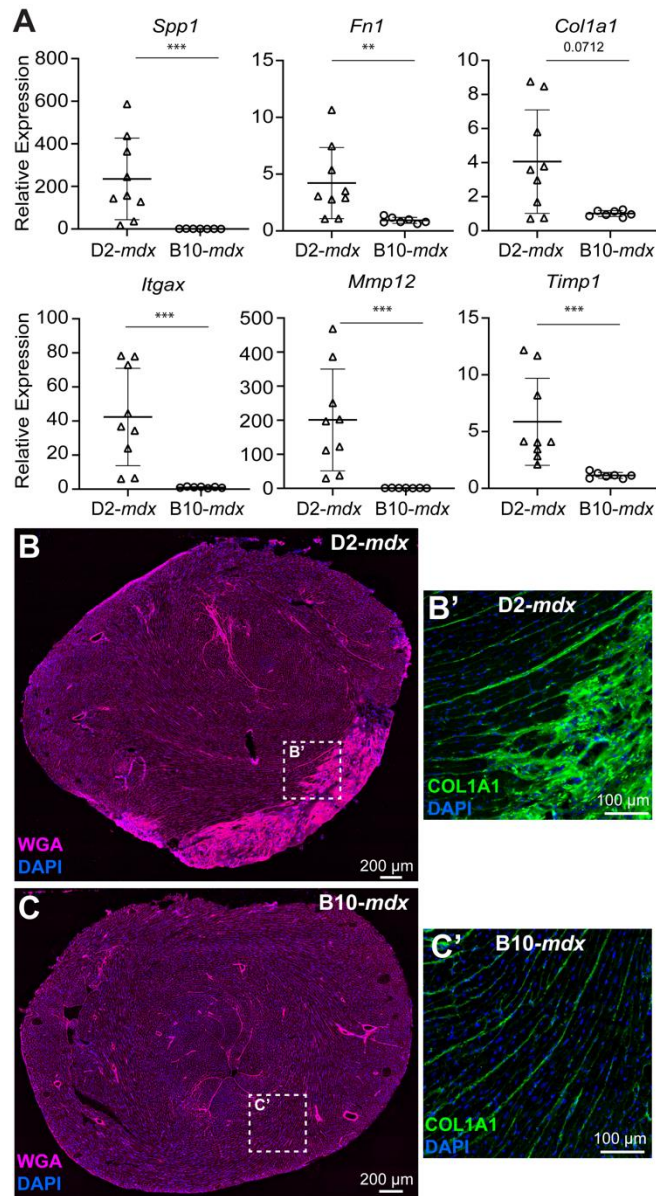 A
Spp1 Fn1 Col1a1
*** ** 0.0712
Relative Expression
800 15 10
600 10 8
400 5 6
200 0 4
0 2
0
D2-mdx B10-mdx D2-mdx B10-mdx D2-mdx B10-mdx
Itgax Mmp12 Timp1
*** *** ***
Relative Expression
100 500 15
80 400 10
60 300 5
40 200 0
20 100
0 0
D2-mdx B10-mdx D2-mdx B10-mdx D2-mdx B10-mdx
B D2-mdx
B'
WGA
DAPI
200 µm
B' D2-mdx
COL1A1
DAPI
100 µm
C B10-mdx
C'
WGA
DAPI
200 µm
C' B10-mdx
COL1A1
DAPI
100 µm